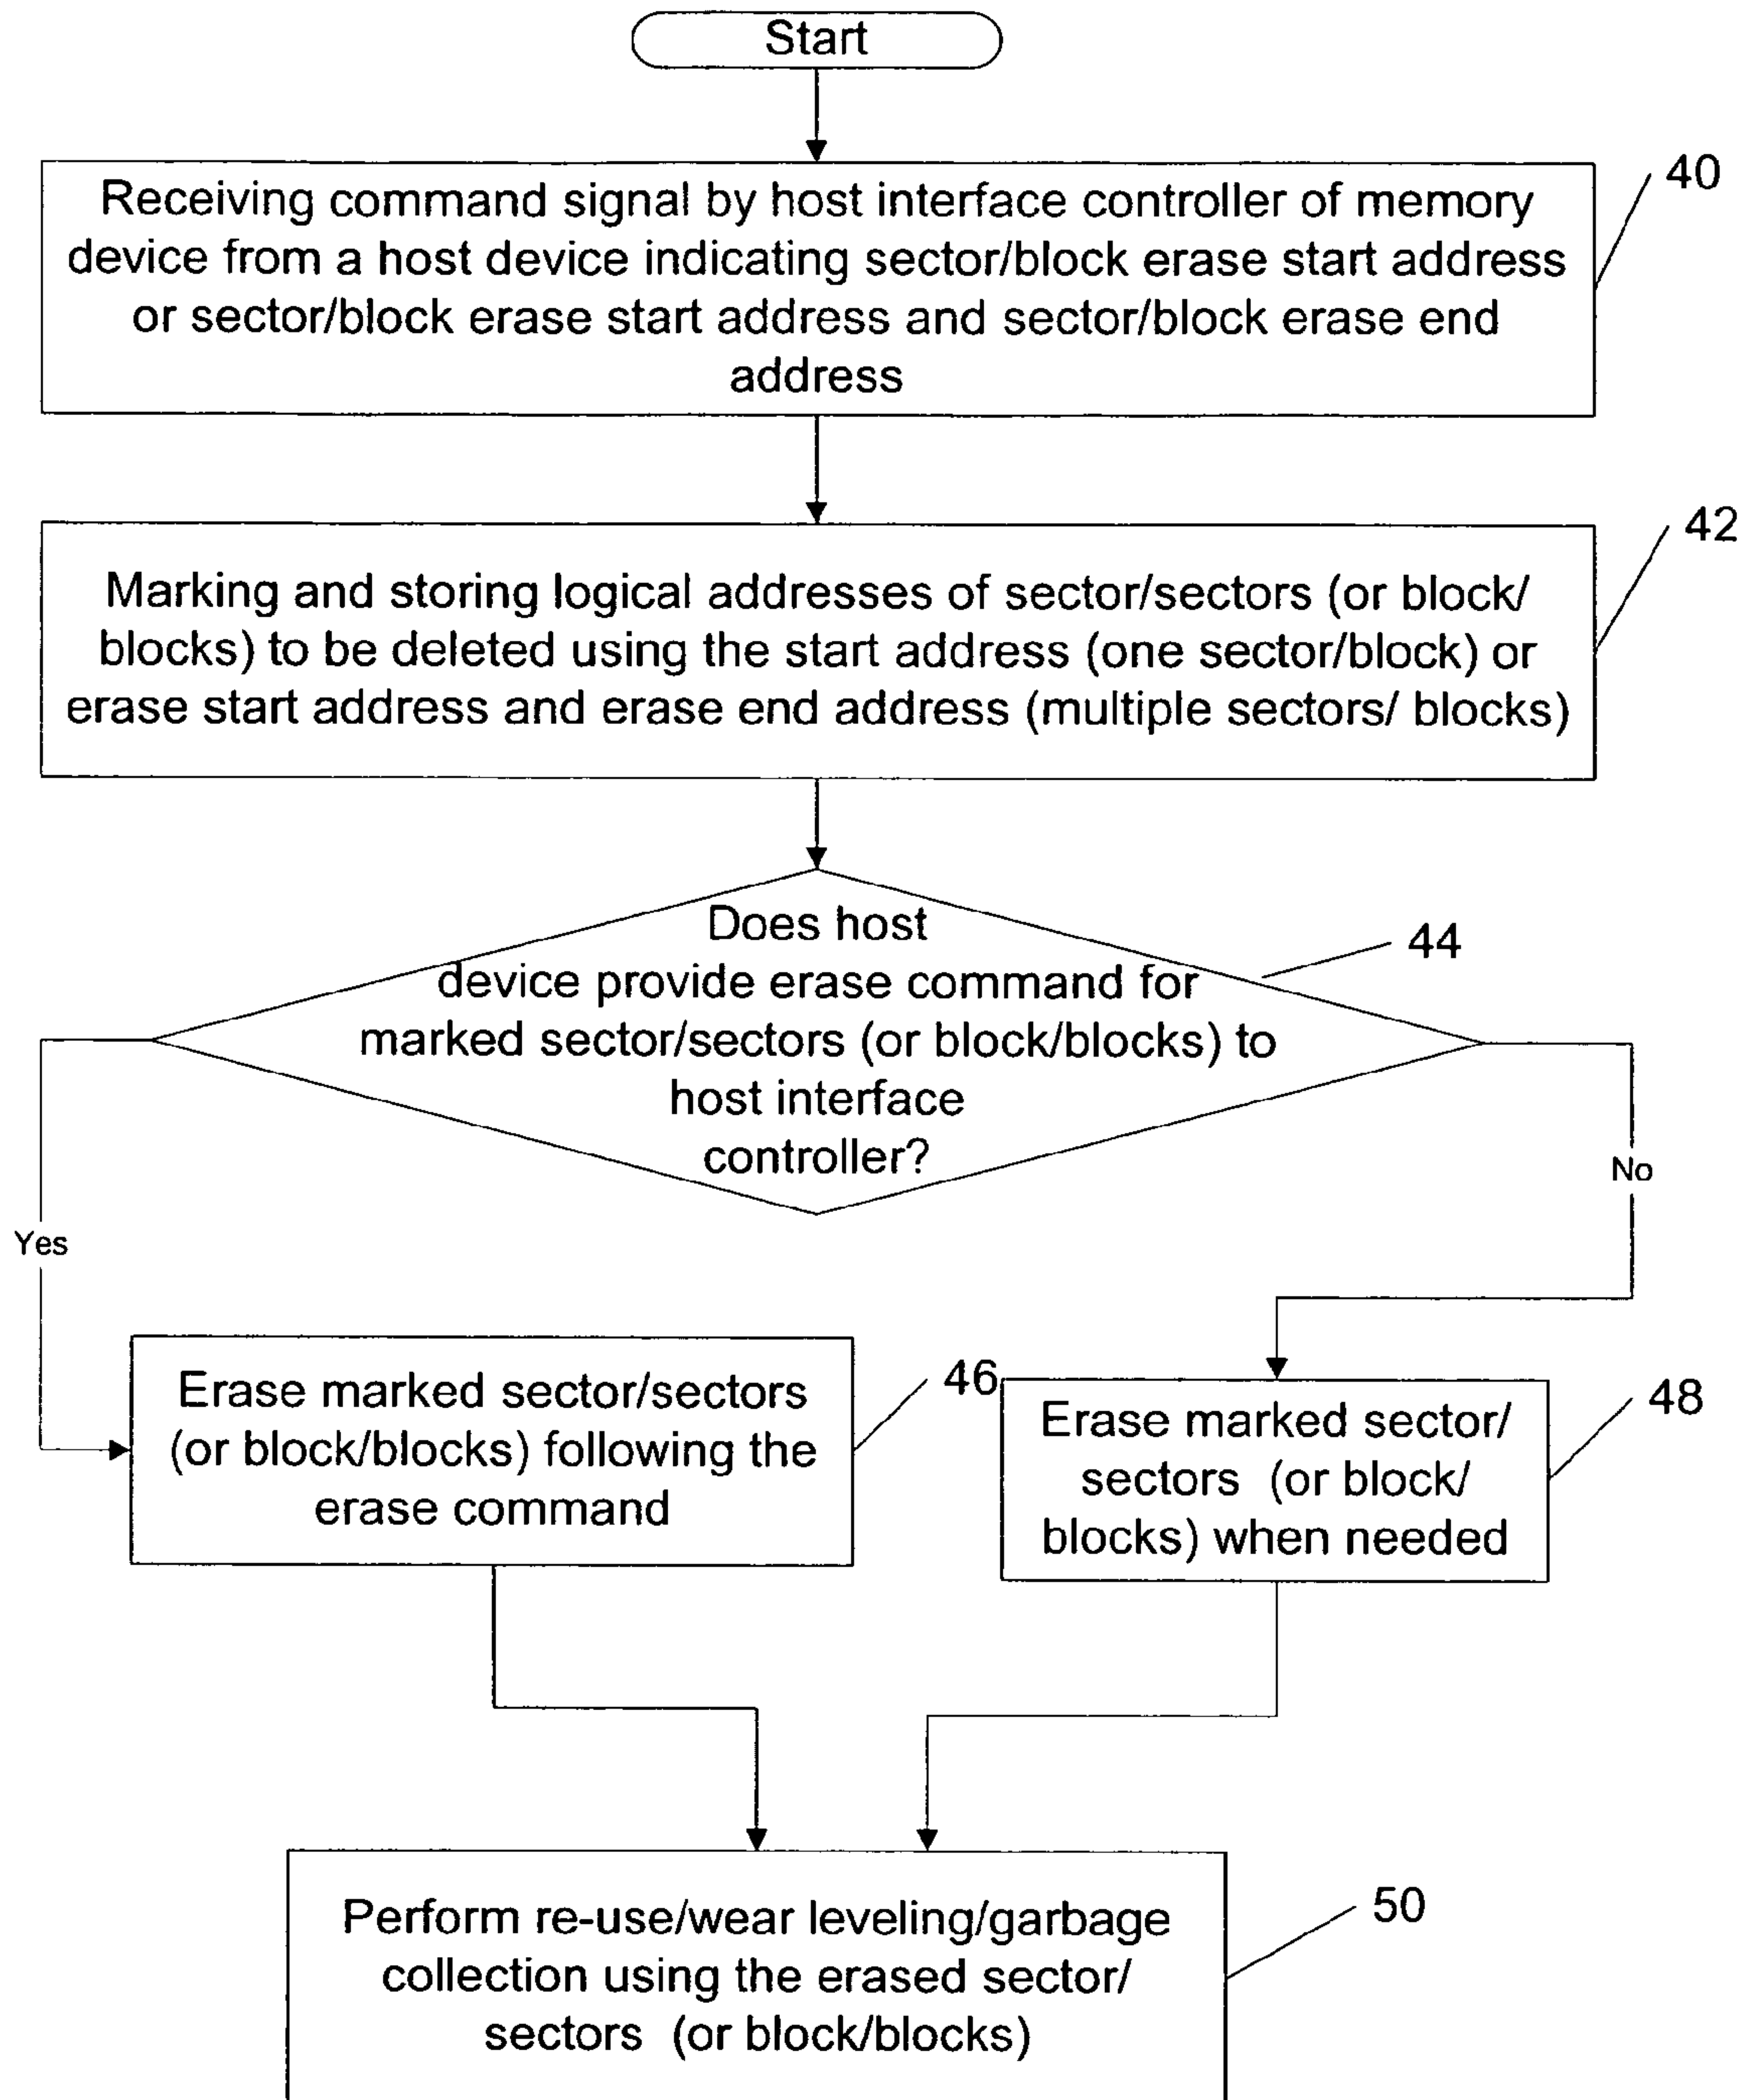 Start
40
Receiving command signal by host interface controller of memory
device from a host device indicating sector/block erase start address
or sector/block erase start address and sector/block erase end
address
42
Marking and storing logical addresses of sector/sectors (or block/
blocks) to be deleted using the start address (one sector/block) or
erase start address and erase end address (multiple sectors/ blocks)
Does host
device provide erase command for
marked sector/sectors (or block/blocks) to
host interface
controller?
44
No
Yes
Erase marked sector/sectors
(or block/blocks) following the
erase command
46
Erase marked sector/
sectors (or block/
blocks) when needed
48
Perform re-use/wear leveling/garbage
collection using the erased sector/
sectors (or block/blocks)
50